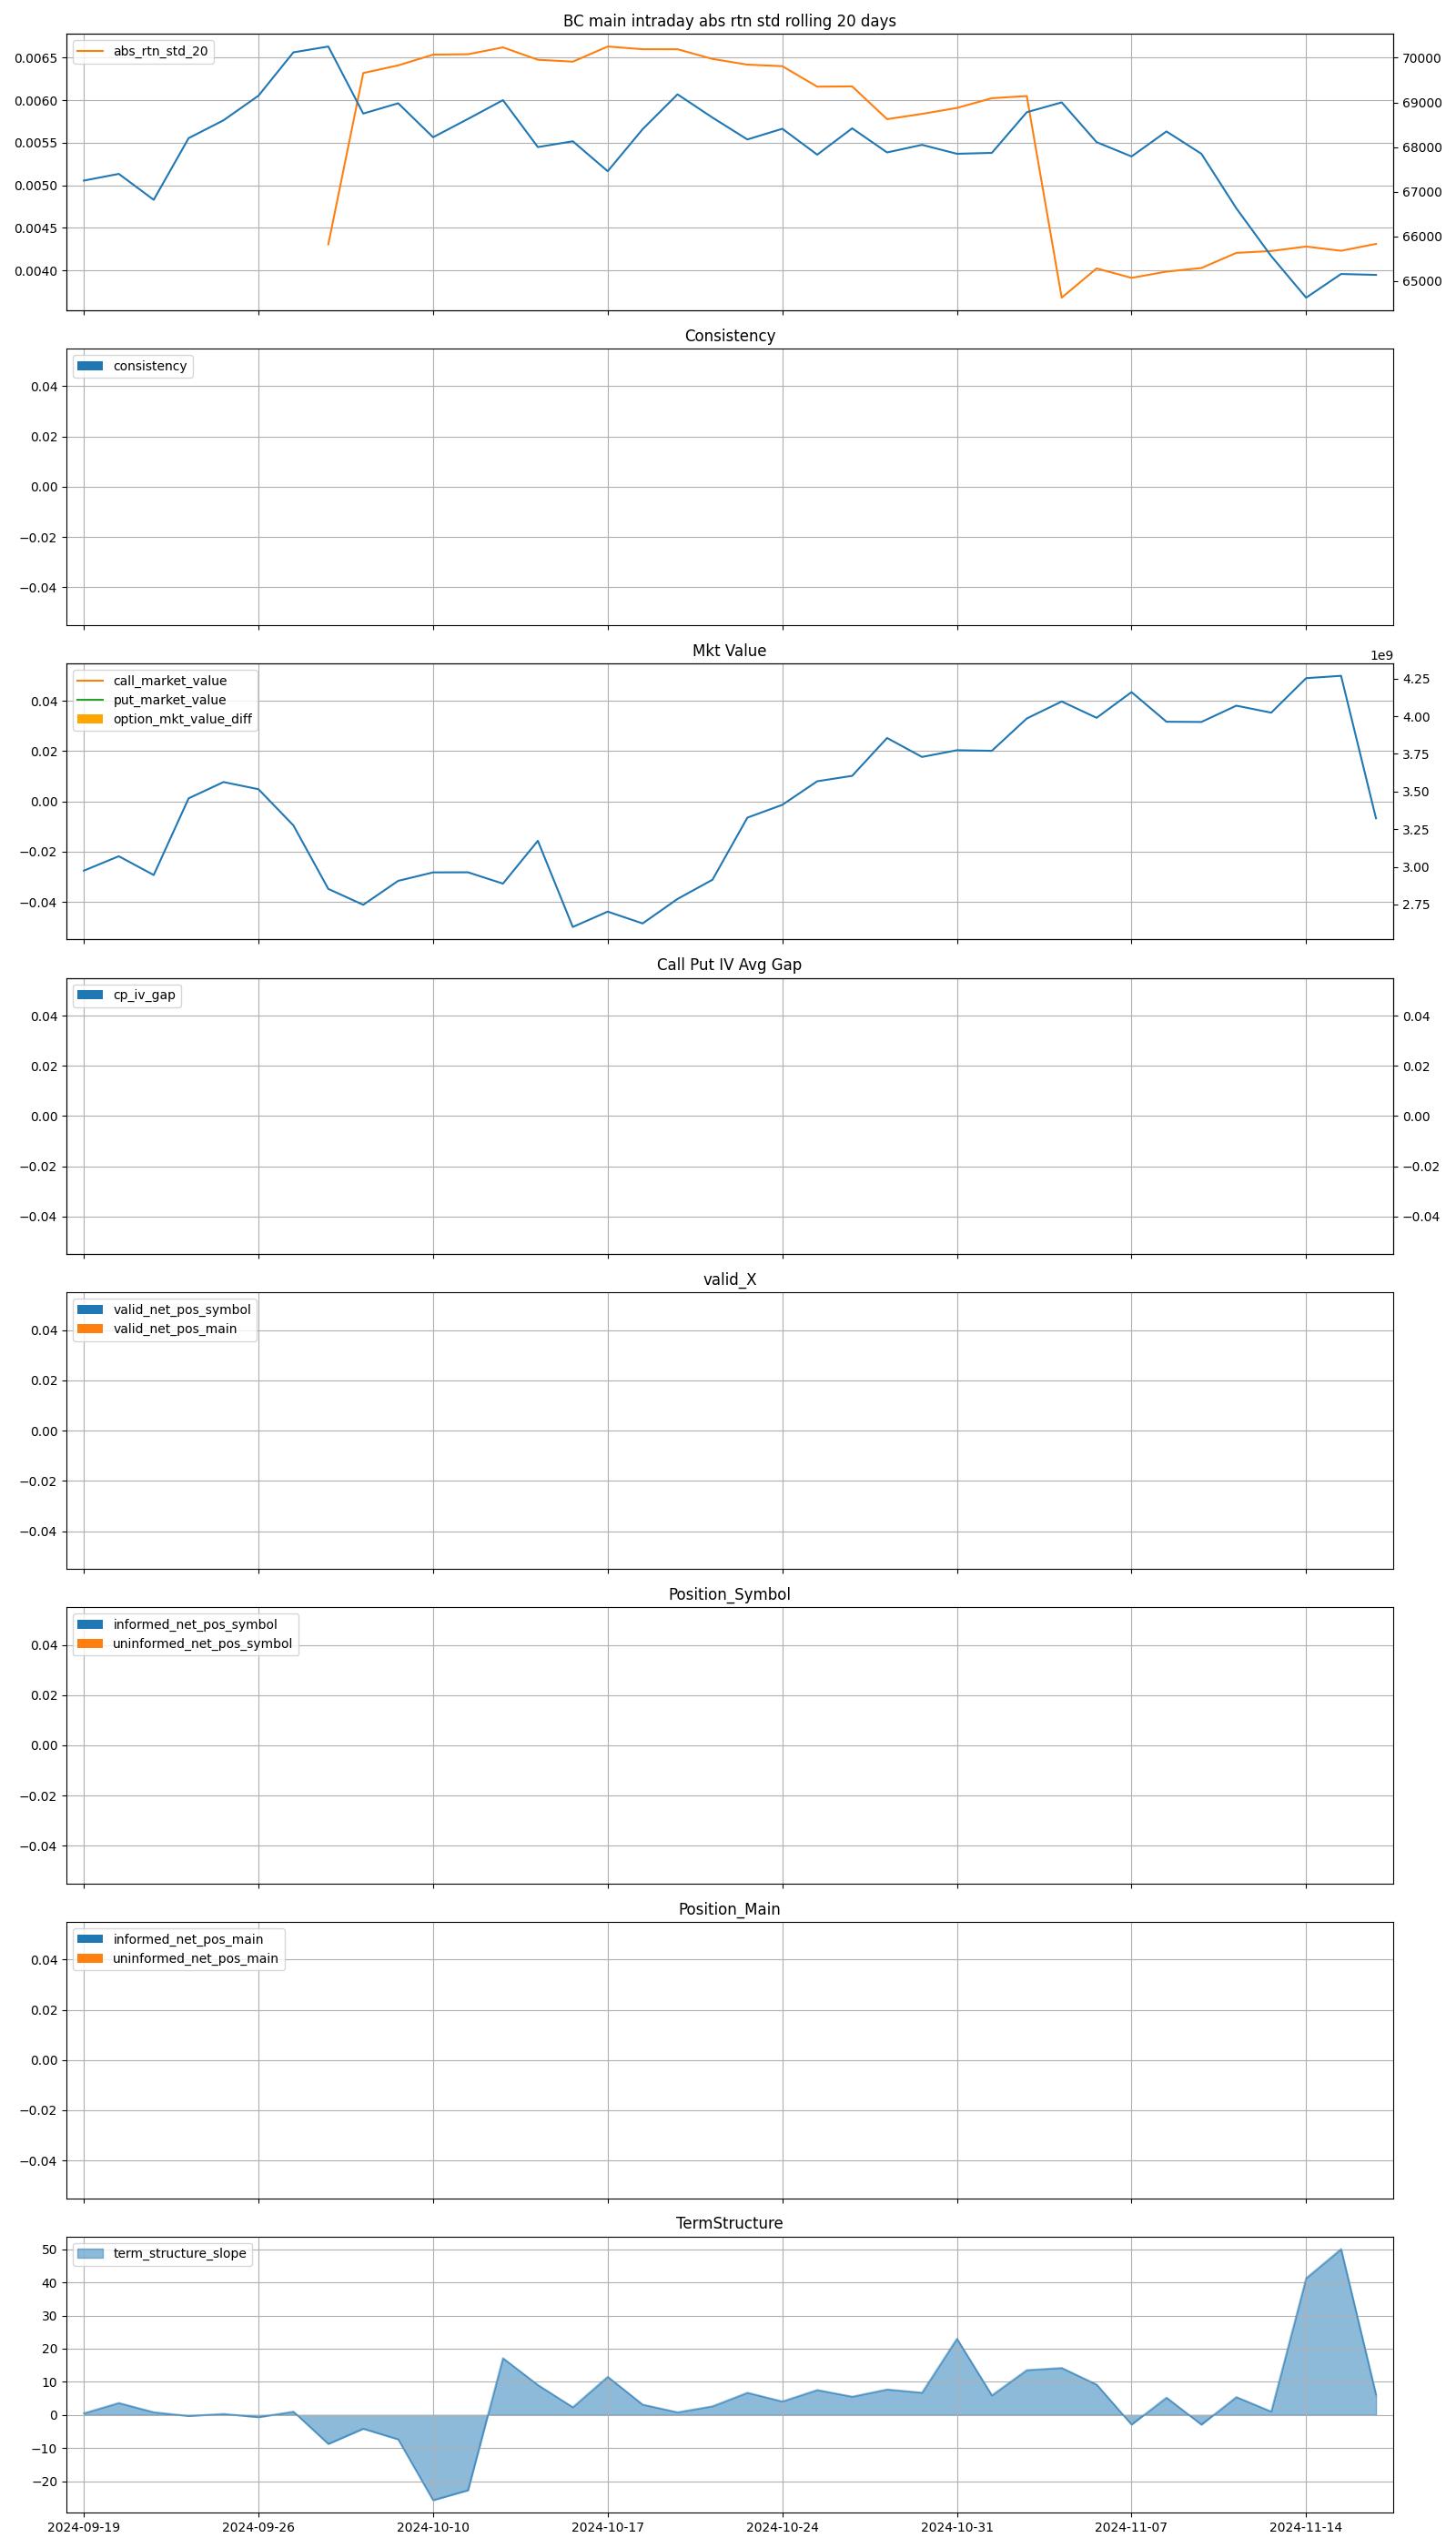 BC main intraday abs rtn std rolling 20 days
abs_rtn_std_20
0.0065
0.0060
0.0055
0.0050
0.0045
0.0040
70000
69000
68000
67000
66000
65000
Consistency
consistency
0.04
0.02
0.00
−0.02
−0.04
Mkt Value
1e9
call_market_value
put_market_value
option_mkt_value_diff
0.04
0.02
0.00
−0.02
−0.04
4.25
4.00
3.75
3.50
3.25
3.00
2.75
Call Put IV Avg Gap
cp_iv_gap
0.04
0.02
0.00
−0.02
−0.04
0.04
0.02
0.00
−0.02
−0.04
valid_X
valid_net_pos_symbol
valid_net_pos_main
0.04
0.02
0.00
−0.02
−0.04
Position_Symbol
informed_net_pos_symbol
uninformed_net_pos_symbol
0.04
0.02
0.00
−0.02
−0.04
Position_Main
informed_net_pos_main
uninformed_net_pos_main
0.04
0.02
0.00
−0.02
−0.04
TermStructure
term_structure_slope
50
40
30
20
10
0
−10
−20
2024-09-19 2024-09-26 2024-10-10 2024-10-17 2024-10-24 2024-10-31 2024-11-07 2024-11-14